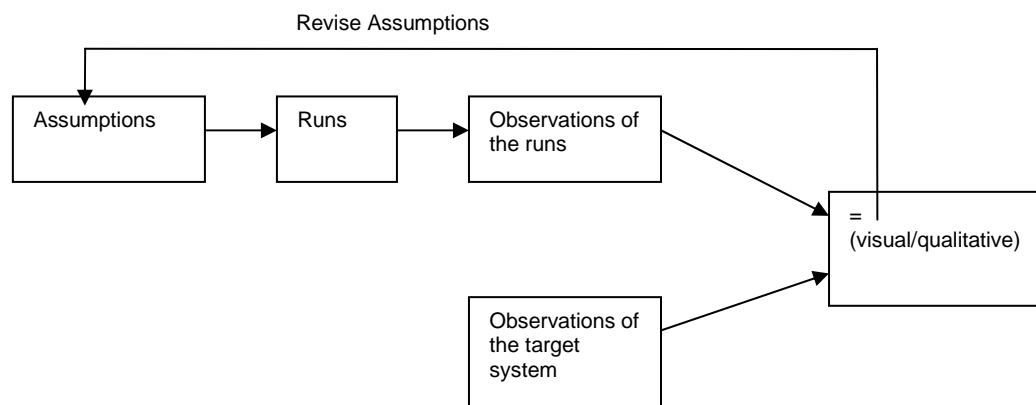 Revise Assumptions
Assumptions
Runs
Observations of
the runs
=
(visual/qualitative)
Observations of
the target
system